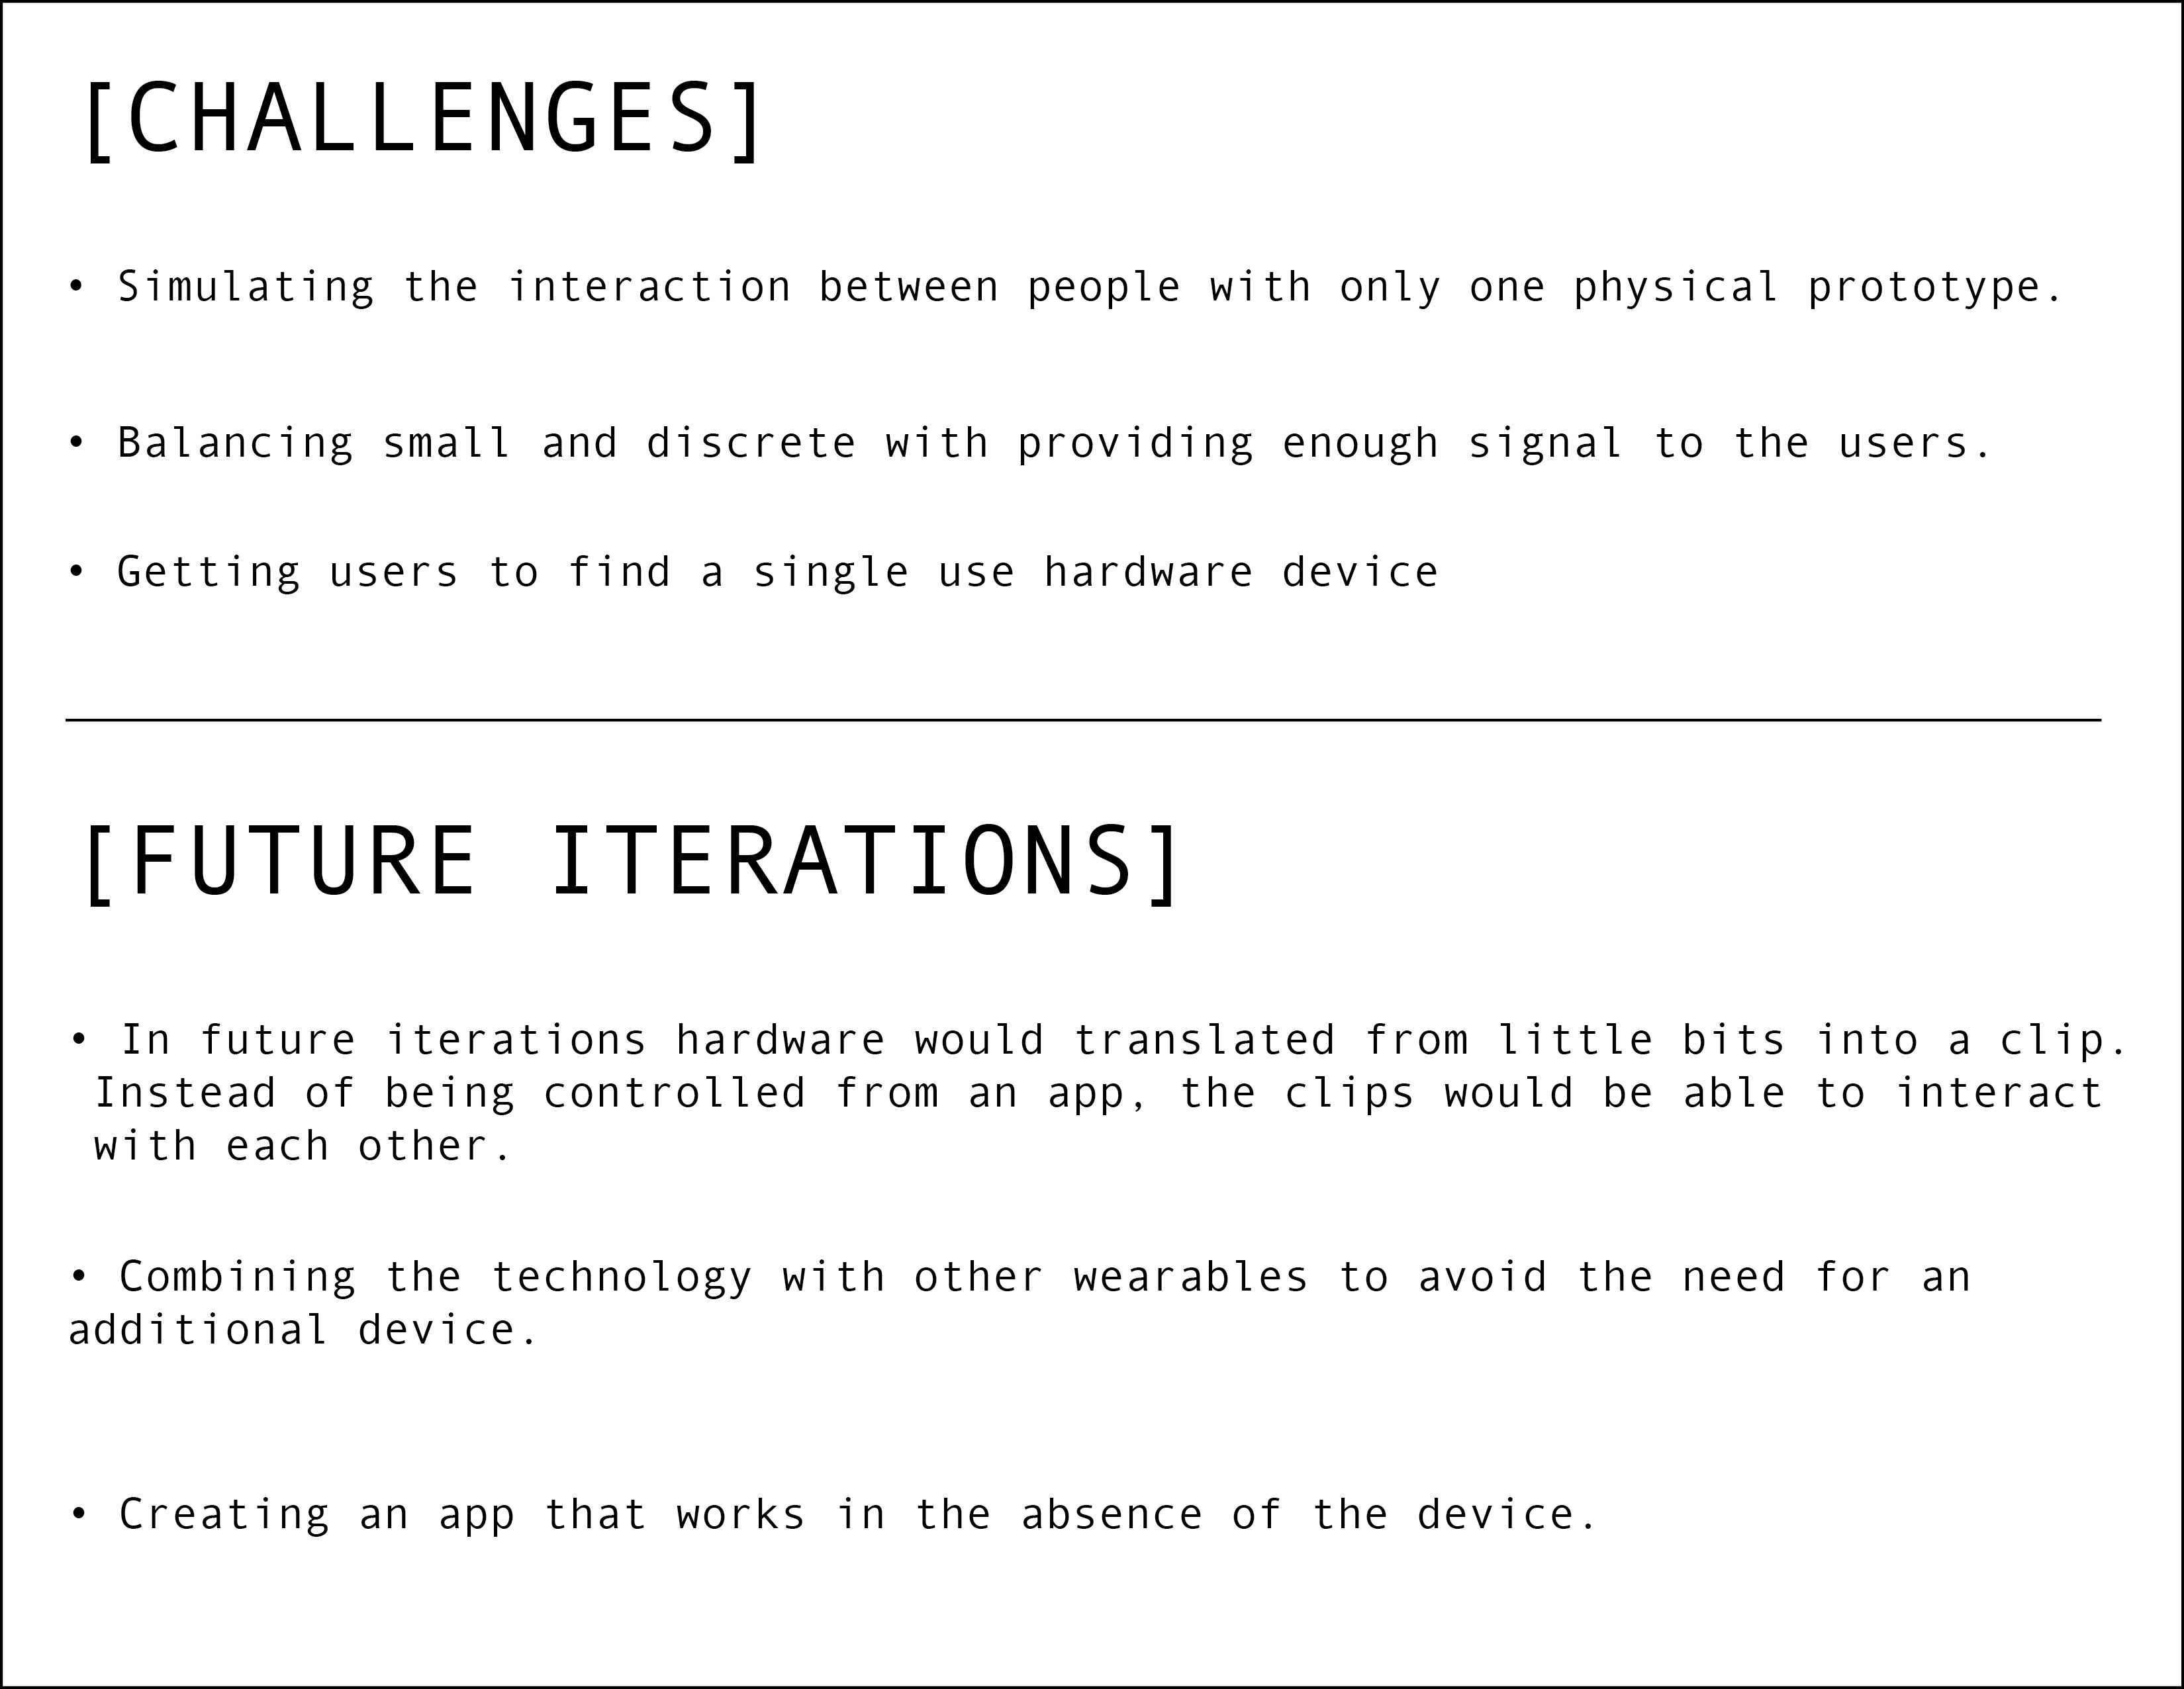 [CHALLENGES]
• Simulating the interaction between people with only one physical prototype.
• Balancing small and discrete with providing enough signal to the users.
• Getting users to find a single use hardware device
[FUTURE ITERATIONS]
• In future iterations hardware would translated from little bits into a clip.
Instead of being controlled from an app, the clips would be able to interact
with each other.
• Combining the technology with other wearables to avoid the need for an
additional device.
• Creating an app that works in the absence of the device.